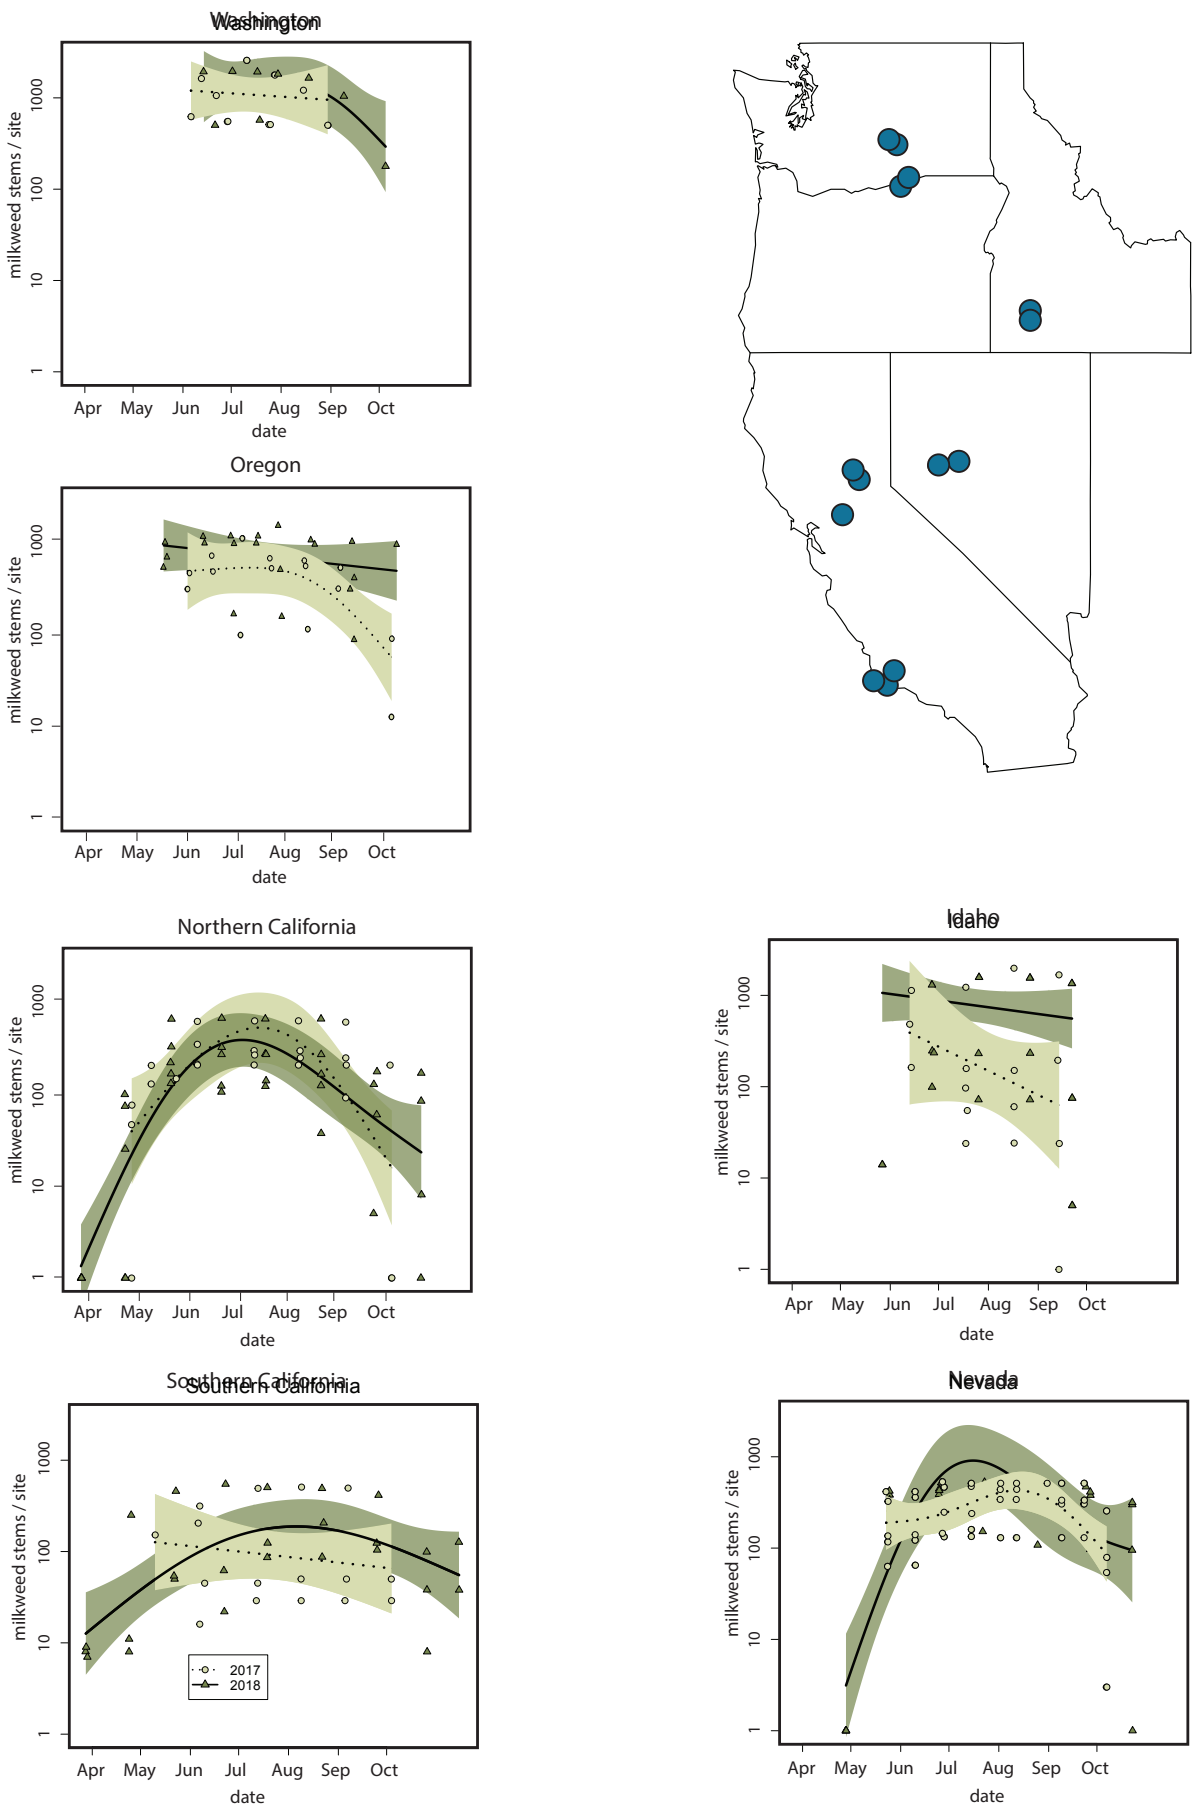 Washington
Washington
milkweed stems / site
1000
100
10
1
Apr May Jun Jul Aug Sep Oct
date
Oregon
milkweed stems / site
1000
100
10
1
Apr May Jun Jul Aug Sep Oct
date
Northern California
milkweed stems / site
1000
100
10
1
Apr May Jun Jul Aug Sep Oct
date
Idaho
Idaho
milkweed stems / site
1000
100
10
1
Apr May Jun Jul Aug Sep Oct
date
Southern California
Southern California
milkweed stems / site
1000
100
10
1
2017
2018
Apr May Jun Jul Aug Sep Oct
date
Nevada
Nevada
milkweed stems / site
1000
100
10
1
Apr May Jun Jul Aug Sep Oct
date